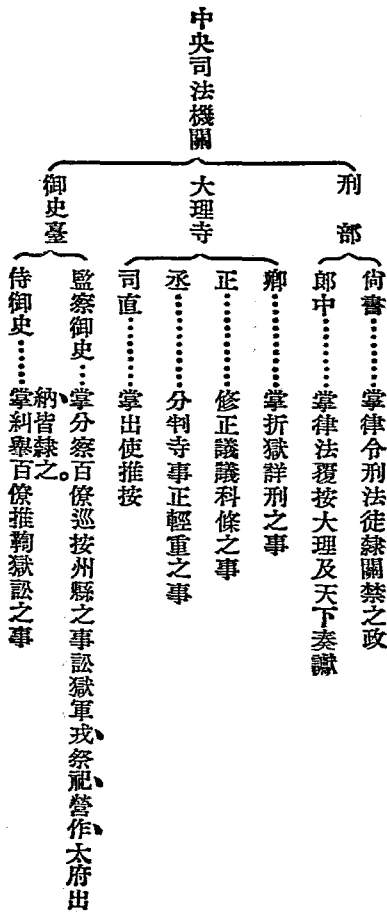 中央司法機關
刑部
尙書………掌律令刑法徒隸關禁之政
郎中………掌律法覆按大理及天下奏讞
大理寺
卿…………掌折獄詳刑之事
正…………修正議議科條之事
丞…………分判寺事正輕重之事
司直………掌出使推按
御史臺
監察御史…掌分察百僚巡按州縣之事訟獄軍戎、祭祀、營作、太府出
納、皆隸之。
侍御史……掌糾舉百僚推鞫獄訟之事